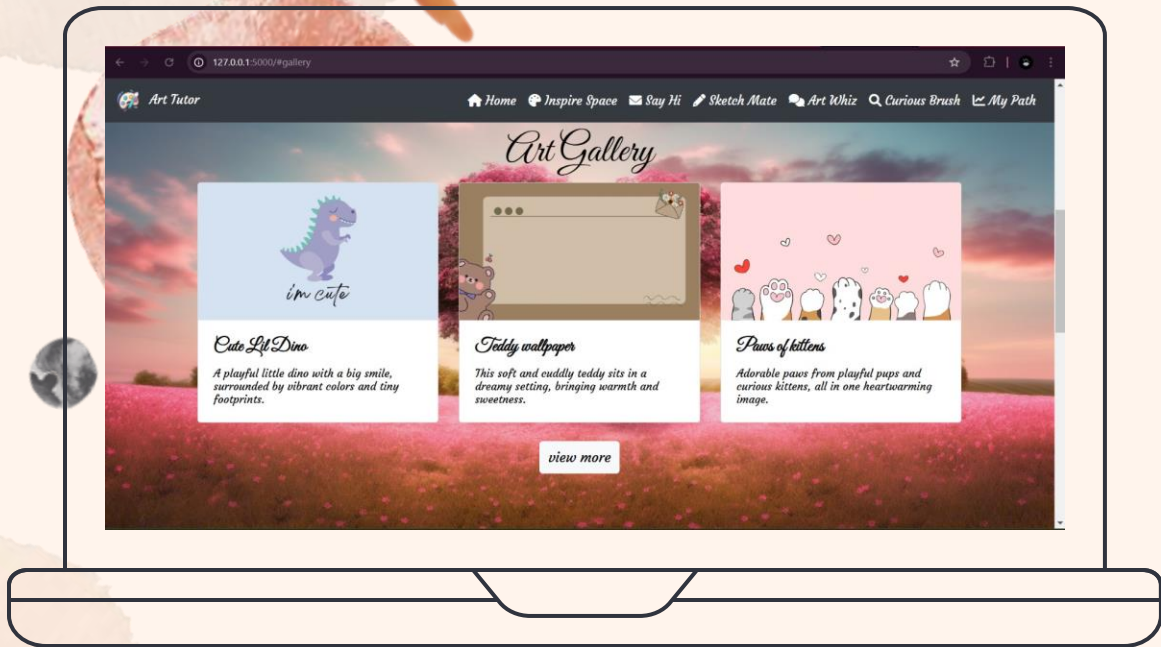 127.0.0.1:5000/#gallery
Art Tutor
Home Inspire Space Say Hi Sketch Mate Art Whiz Curious Brush My Path
Art Gallery
i'm cute
Cute Lil Dino
A playful little dino with a big smile,
surrounded by vibrant colors and tiny
footprints.
Teddy wallpaper
This soft and cuddly teddy sits in a
dreamy setting, bringing warmth and
sweetness.
Paws of kittens
Adorable paws from playful pups and
curious kittens, all in one heartwarming
image.
view more